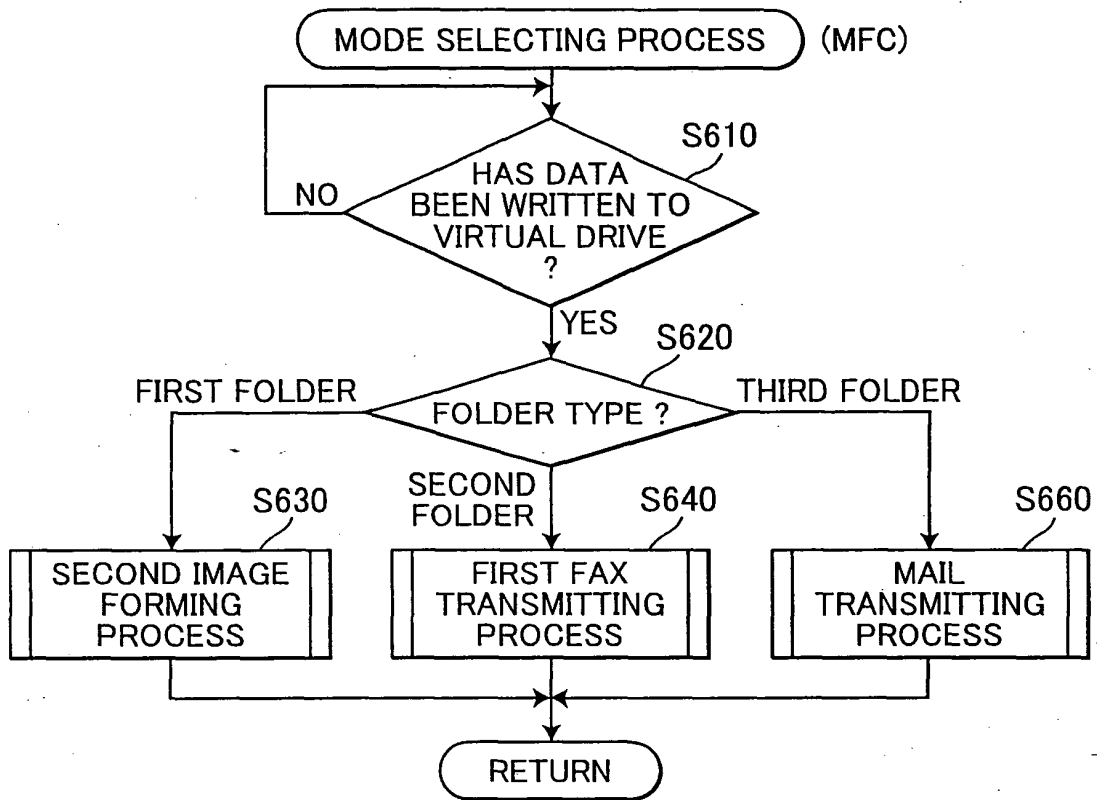 MODE SELECTING PROCESS (MFC)
S610
HAS DATA
BEEN WRITTEN TO
VIRTUAL DRIVE
?
NO
YES
S620
FIRST FOLDER
FOLDER TYPE ?
THIRD FOLDER
SECOND
FOLDER
S630
SECOND IMAGE
FORMING
PROCESS
S640
FIRST FAX
TRANSMITTING
PROCESS
S660
MAIL
TRANSMITTING
PROCESS
RETURN